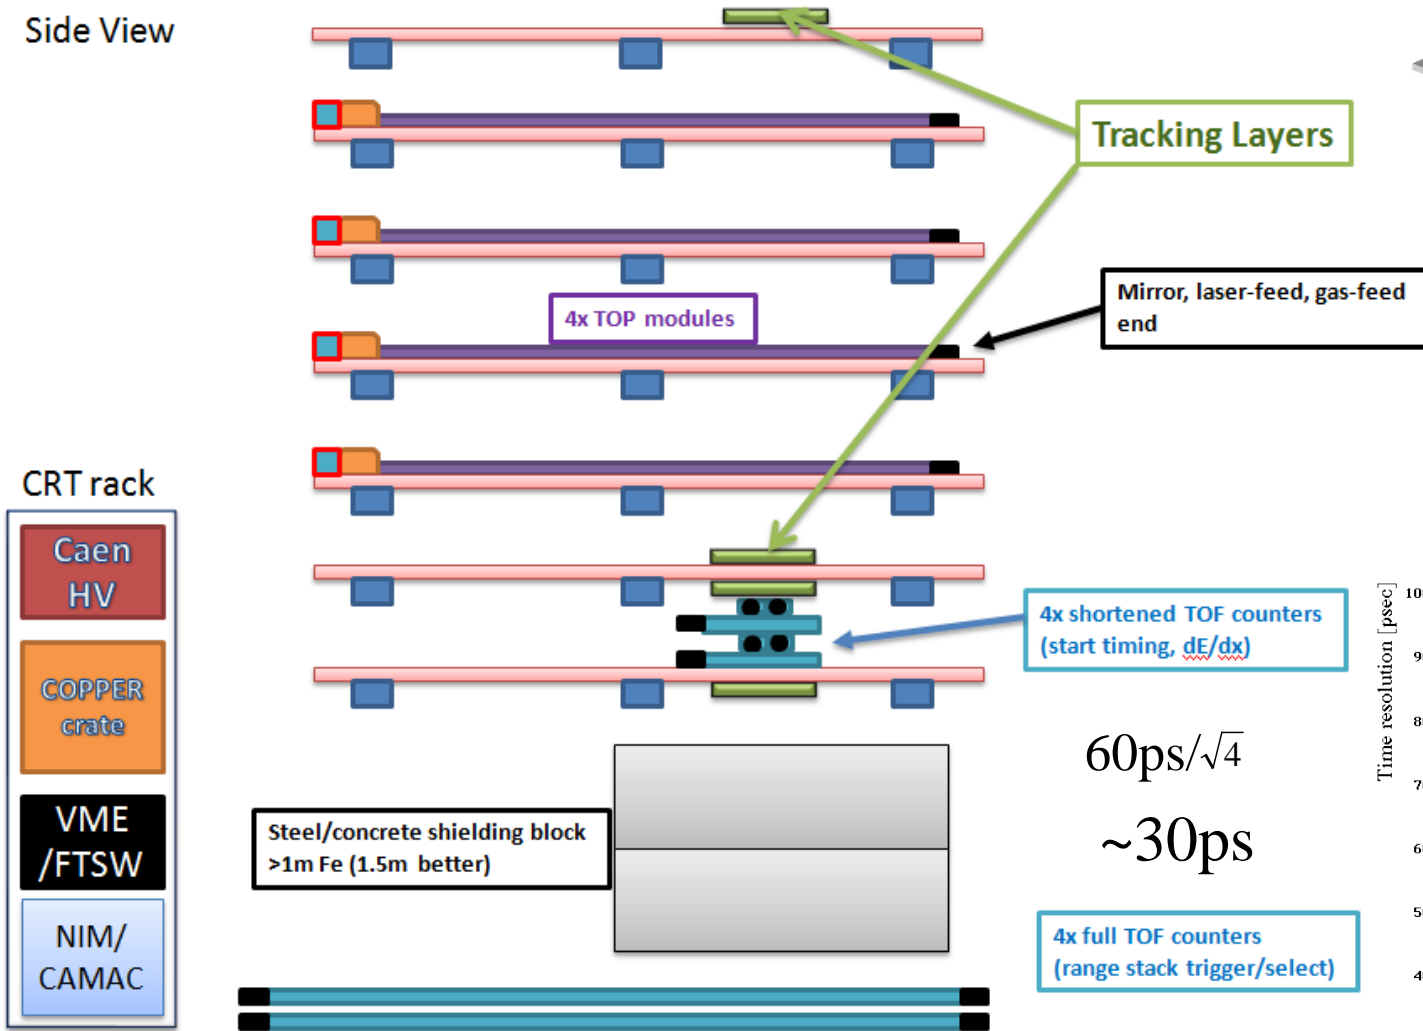 Side View
Tracking Layers
Mirror, laser-feed, gas-feed
end
4x TOP modules
CRT rack
Caen
HV
COPPER
crate
VME
/FTSW
NIM/
CAMAC
4x shortened TOF counters
(start timing, dE/dx)
60ps/√4
~30ps
Steel/concrete shielding block
>1m Fe (1.5m better)
4x full TOF counters
(range stack trigger/select)
Time resolution [psec]